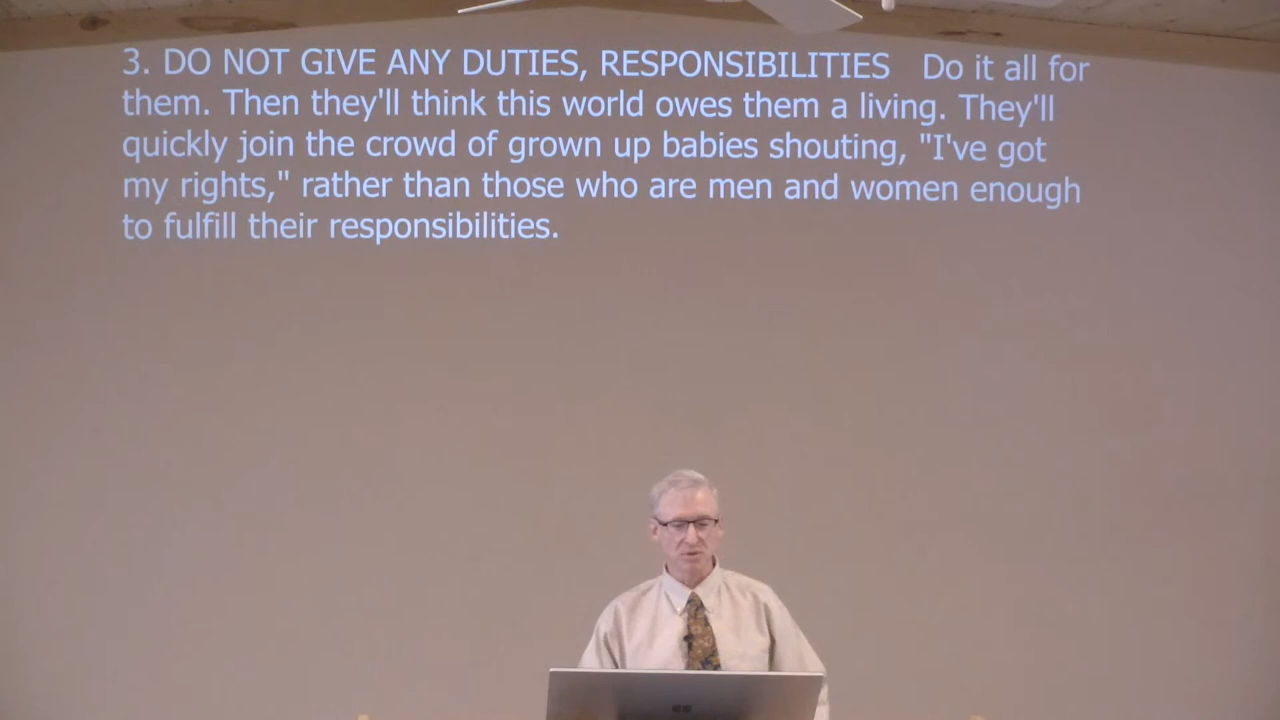 3. DO NOT GIVE ANY DUTIES, RESPONSIBILITIES   Do it all for
them. Then they'll think this world owes them a living. They'll
quickly join the crowd of grown up babies shouting, "I've got
my rights," rather than those who are men and women enough
to fulfill their responsibilities.